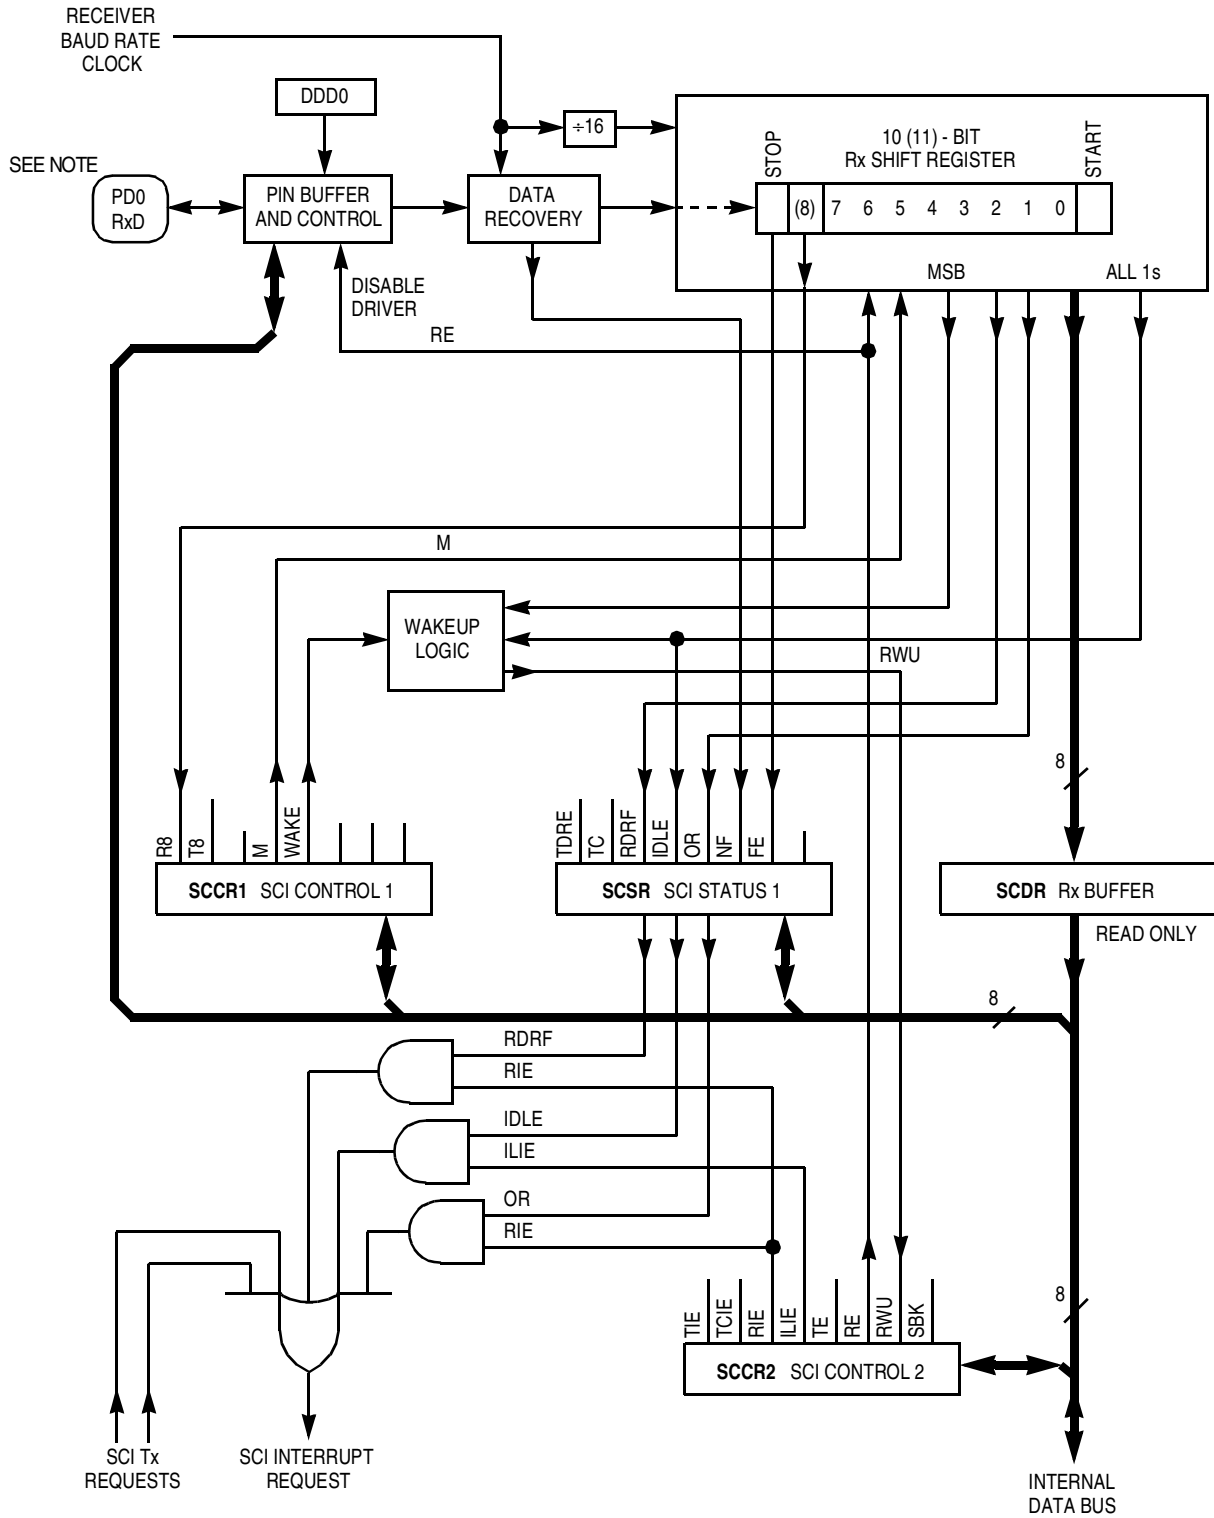 RECEIVER
BAUD RATE
CLOCK
DDD0
÷16
SEE NOTE
PD0
RxD
PIN BUFFER
AND CONTROL
DATA
RECOVERY
STOP
10 (11) - BIT
Rx SHIFT REGISTER
START
(8) 7 6 5 4 3 2 1 0
MSB
ALL 1s
DISABLE
DRIVER
RE
M
WAKEUP
LOGIC
RWU
8
R8
T8
M
WAKE
TDRE
TC
RDRF
IDLE
OR
NF
FE
SCCR1 SCI CONTROL 1
SCSR SCI STATUS 1
SCDR Rx BUFFER
READ ONLY
8
RDRF
RIE
IDLE
ILIE
OR
RIE
8
TIE
TCIE
RIE
ILIE
TE
RE
RWU
SBK
SCCR2 SCI CONTROL 2
SCI Tx
REQUESTS
SCI INTERRUPT
REQUEST
INTERNAL
DATA BUS